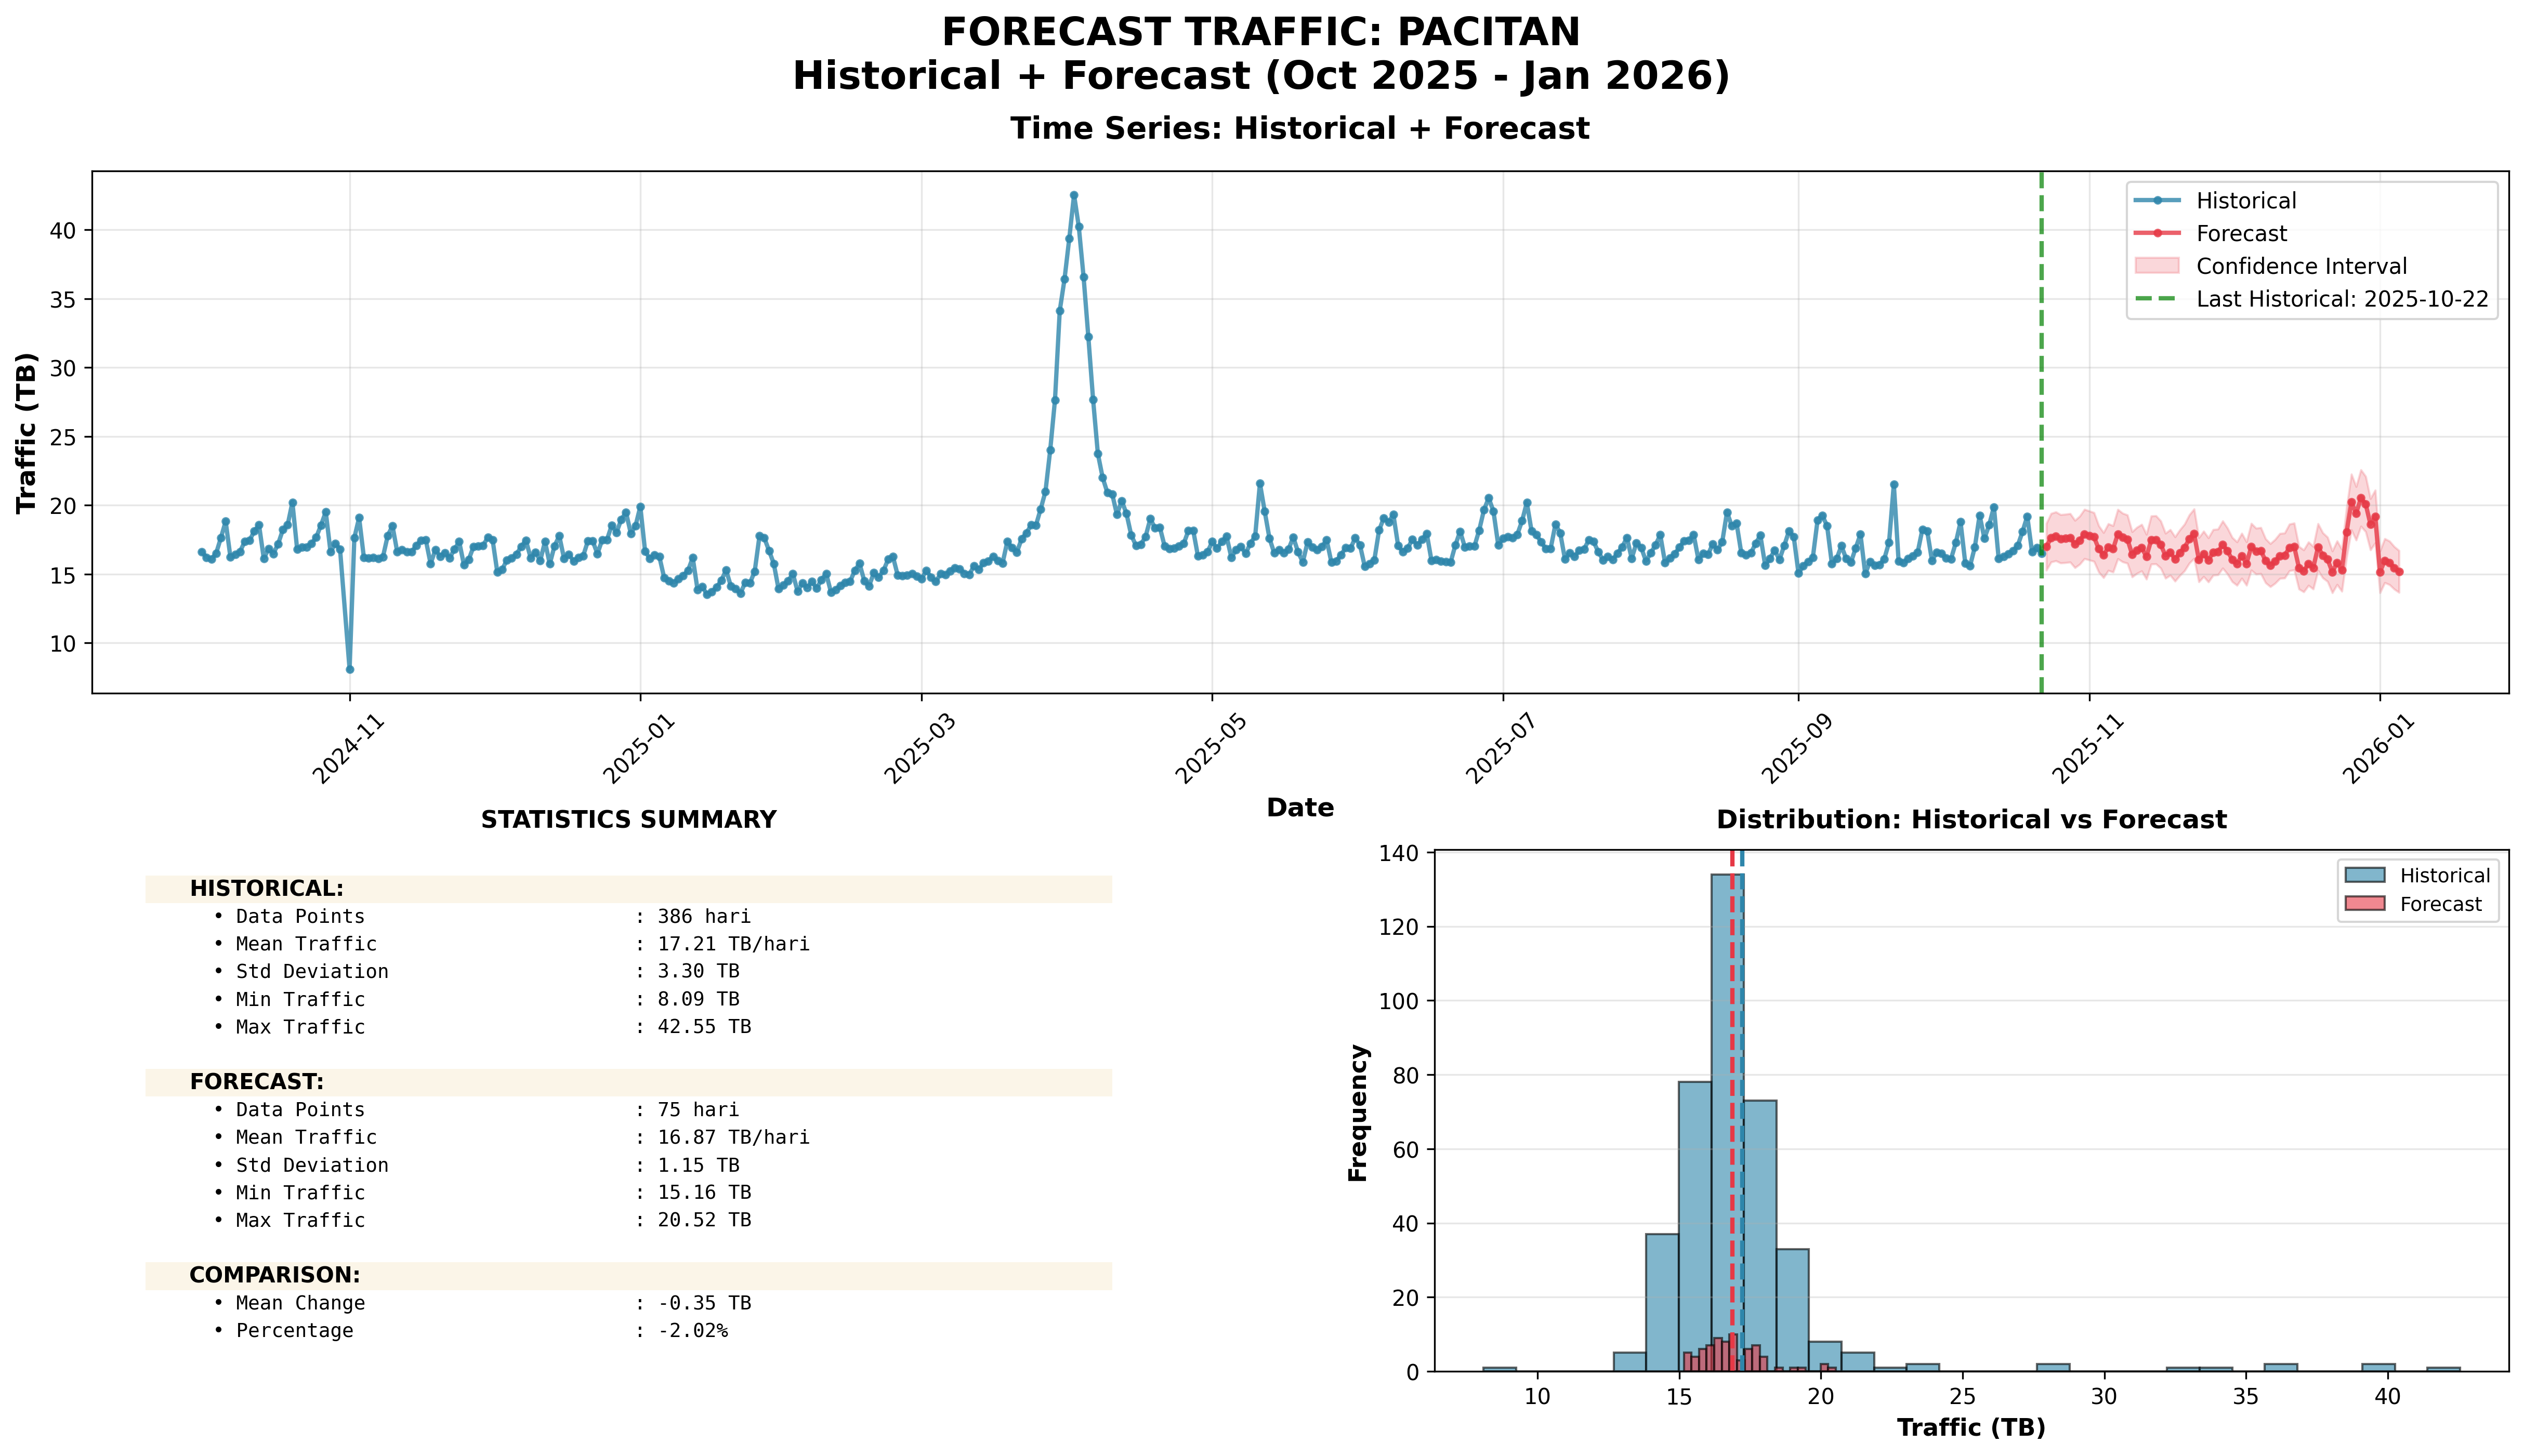 FORECAST TRAFFIC: PACITAN
Historical + Forecast (Oct 2025 - Jan 2026)
Time Series: Historical + Forecast
Traffic (TB)
40
35
30
25
20
15
10
Historical
Forecast
Confidence Interval
Last Historical: 2025-10-22
2024-11
2025-01
2025-03
2025-05
2025-07
2025-09
2025-11
2026-01
Date
STATISTICS SUMMARY
HISTORICAL:
• Data Points : 386 hari
• Mean Traffic : 17.21 TB/hari
• Std Deviation : 3.30 TB
• Min Traffic : 8.09 TB
• Max Traffic : 42.55 TB
FORECAST:
• Data Points : 75 hari
• Mean Traffic : 16.87 TB/hari
• Std Deviation : 1.15 TB
• Min Traffic : 15.16 TB
• Max Traffic : 20.52 TB
COMPARISON:
• Mean Change : -0.35 TB
• Percentage : -2.02%
Distribution: Historical vs Forecast
Frequency
140
120
100
80
60
40
20
0
Historical
Forecast
10
15
20
25
30
35
40
Traffic (TB)